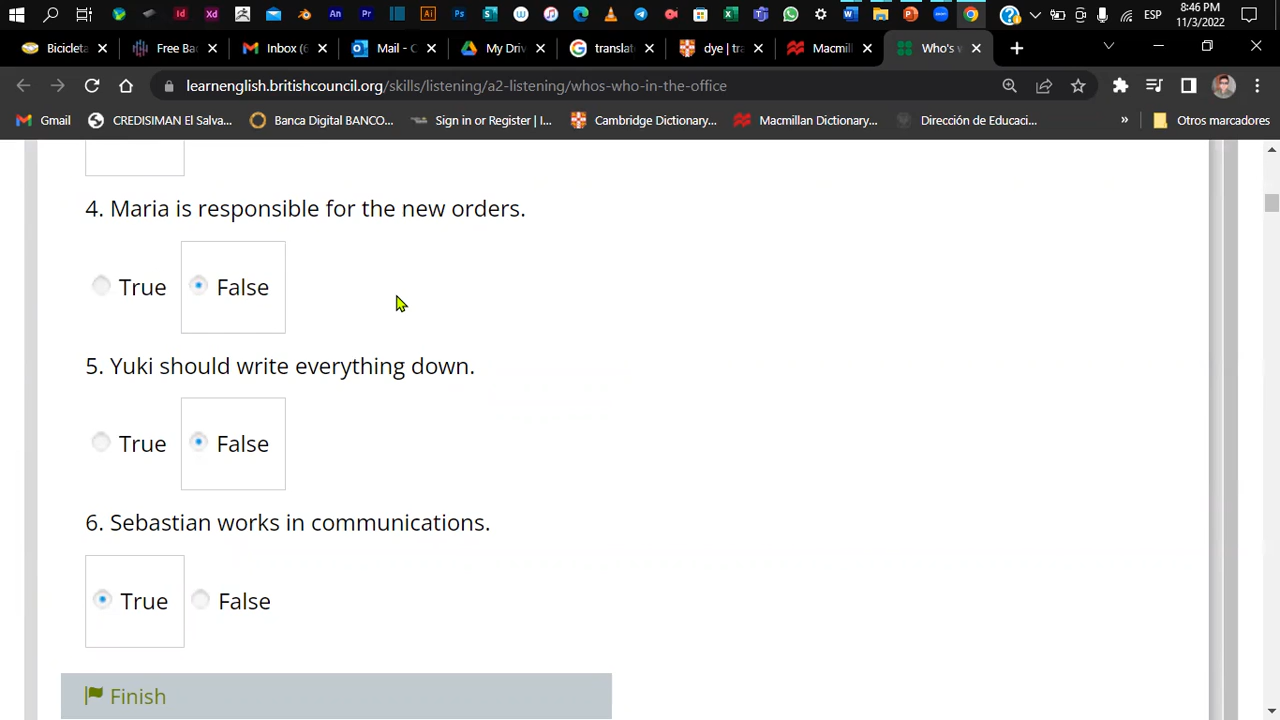 8:46 PM
ESP
11/3/2022
Bicicleta
Free Ba
Inbox (6
Mail - C
My Driv
translat
dye | tra
Macmill
Who's w
learnenglish.britishcouncil.org/skills/listening/a2-listening/whos-who-in-the-office
Gmail
CREDISIMAN El Salva...
Banca Digital BANCO...
Sign in or Register | I...
Cambridge Dictionary...
Macmillan Dictionary...
Dirección de Educaci...
»
Otros marcadores
4. Maria is responsible for the new orders.
True False
5. Yuki should write everything down.
True False
6. Sebastian works in communications.
True False
Finish